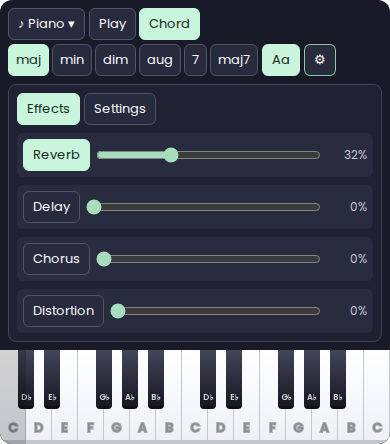 ♪ Piano ▾ Play Chord
maj min dim aug 7 maj7 Aa ⚙
Effects Settings
Reverb 32%
Delay 0%
Chorus 0%
Distortion 0%
D♭ E♭ G♭ A♭ B♭ D♭ E♭ G♭ A♭ B♭
C D E F G A B C D E F G A B C